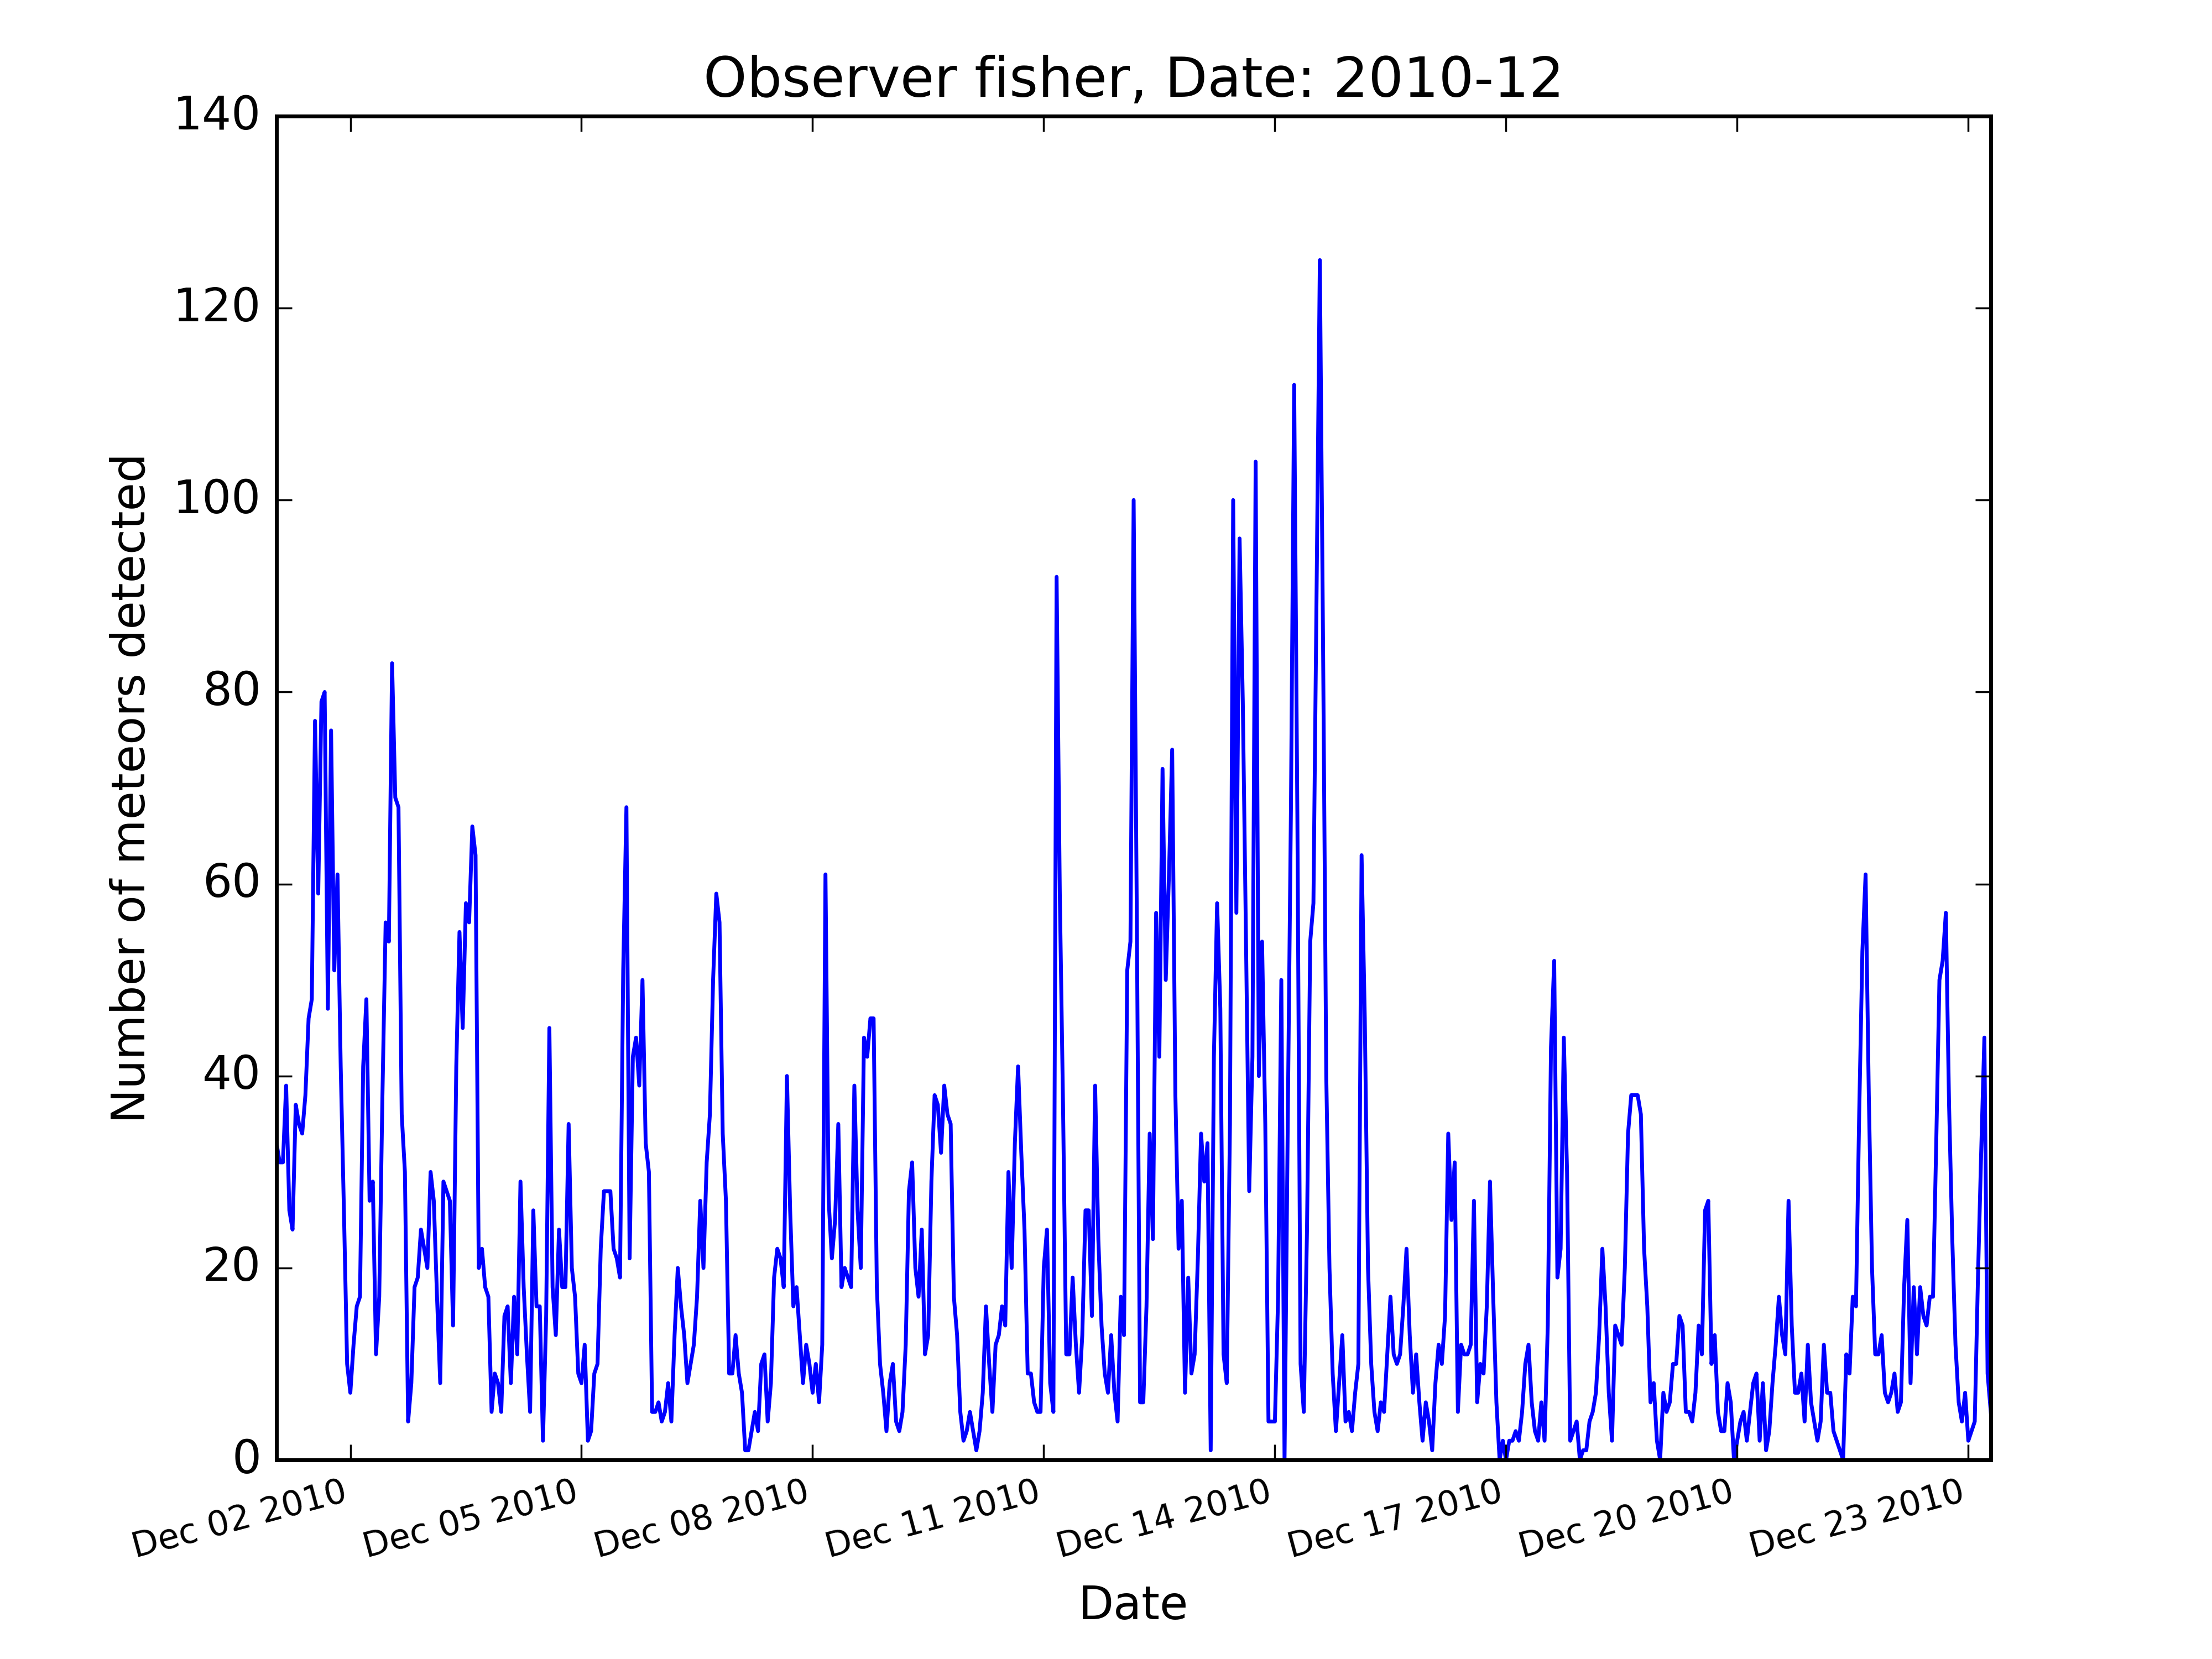 Observer fisher, Date: 2010-12
140
120
100
80
60
40
20
0
Number of meteors detected
Dec 02 2010
Dec 05 2010
Dec 08 2010
Dec 11 2010
Dec 14 2010
Dec 17 2010
Dec 20 2010
Dec 23 2010
Date